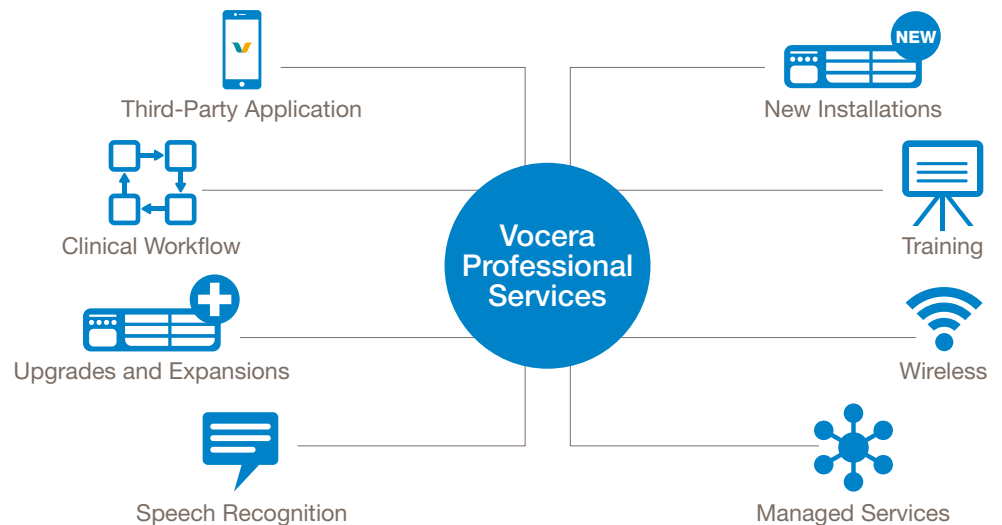 NEW
Third-Party Application
New Installations
Clinical Workflow
Vocera
Professional
Services
Training
Upgrades and Expansions
Wireless
Speech Recognition
Managed Services